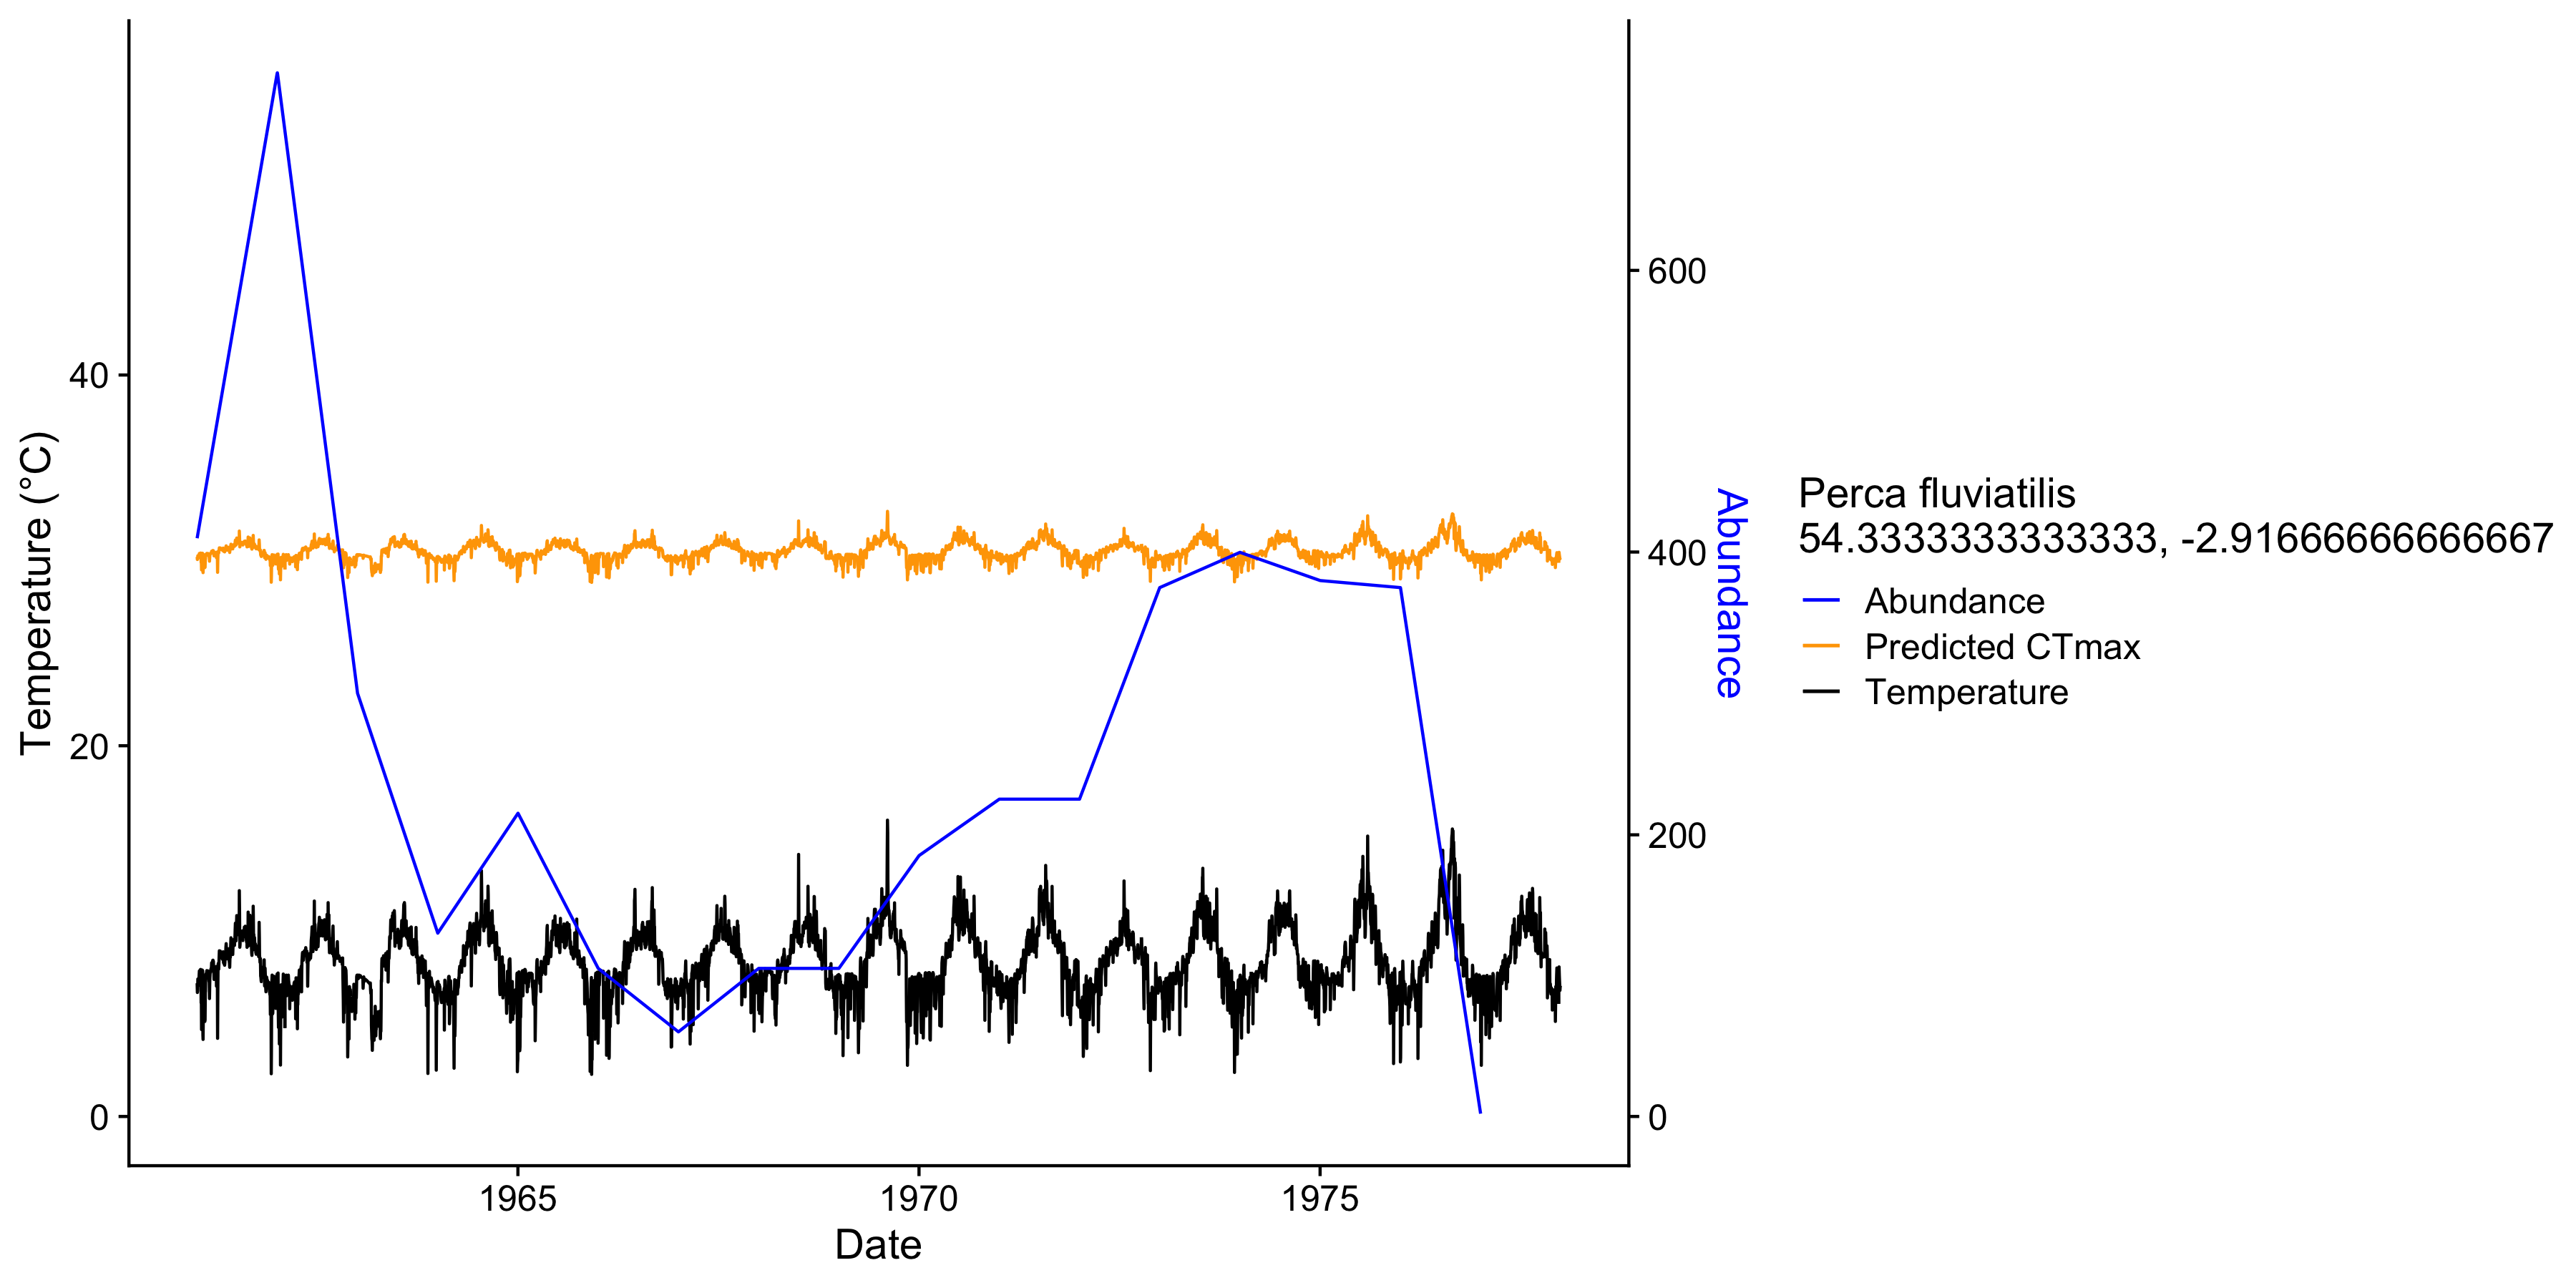 Temperature (°C)
40
20
0
1965
1970
1975
Date
600
400
200
0
Abundance
Perca fluviatilis
54.3333333333333, -2.91666666666667
Abundance
Predicted CTmax
Temperature